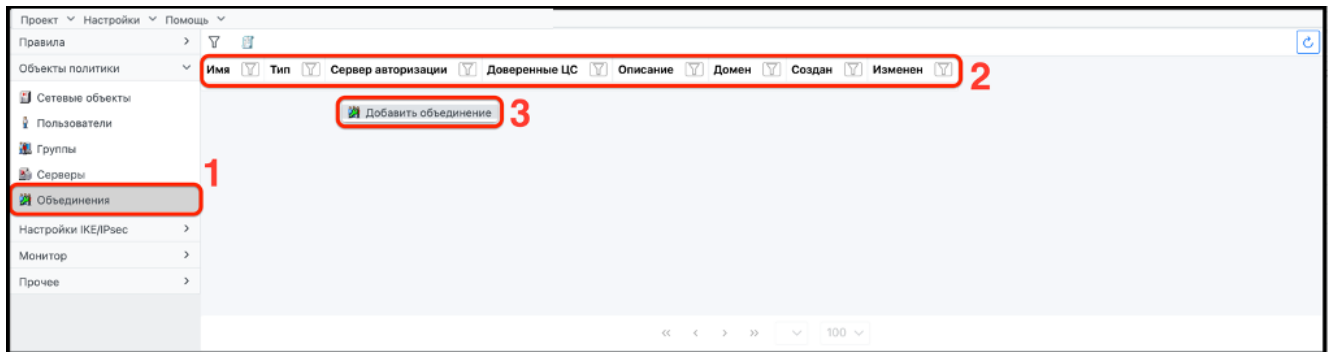 Проект Настройки Помощь
Правила
Объекты политики
Имя Тип Сервер авторизации Доверенные ЦС Описание Домен Создан Изменен 2
Сетевые объекты
Добавить объединение 3
Пользователи
Группы
Серверы
1
Объединения
Настройки IKE/IPsec
Монитор
Прочее
100